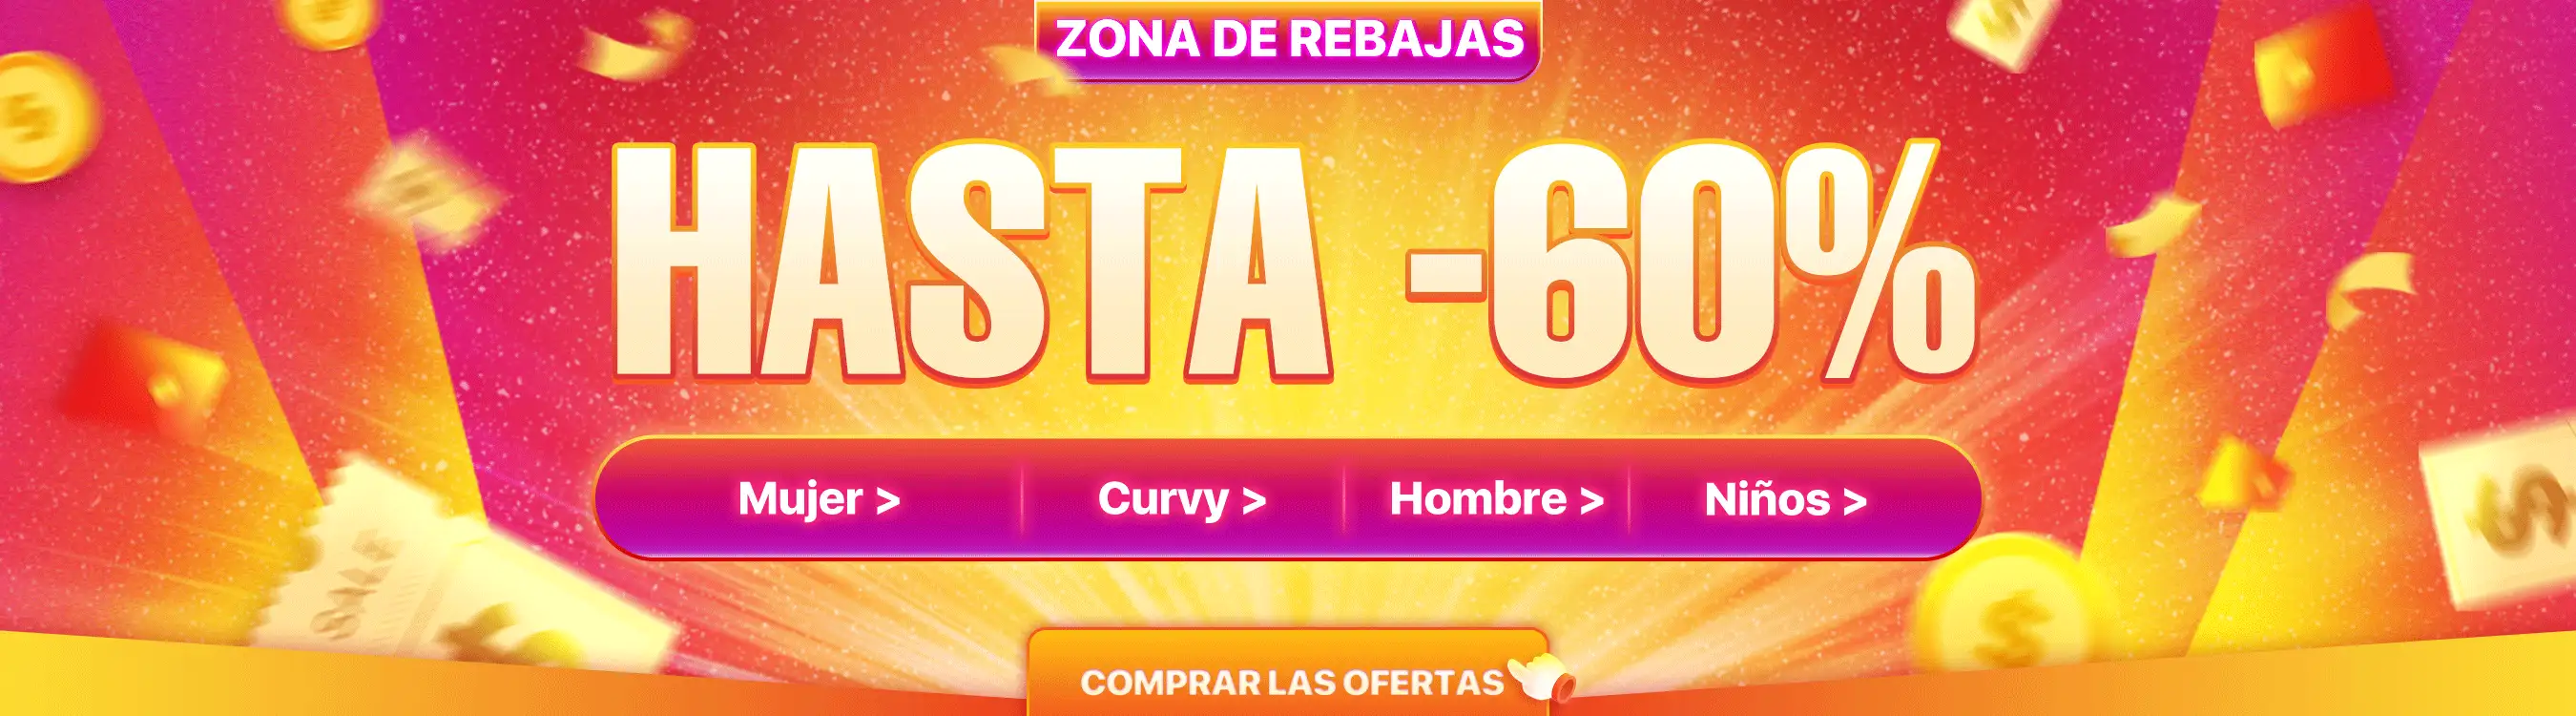 ZONA DE REBAJAS
HASTA -60%
Mujer > Curvy > Hombre > Niños >
COMPRAR LAS OFERTAS